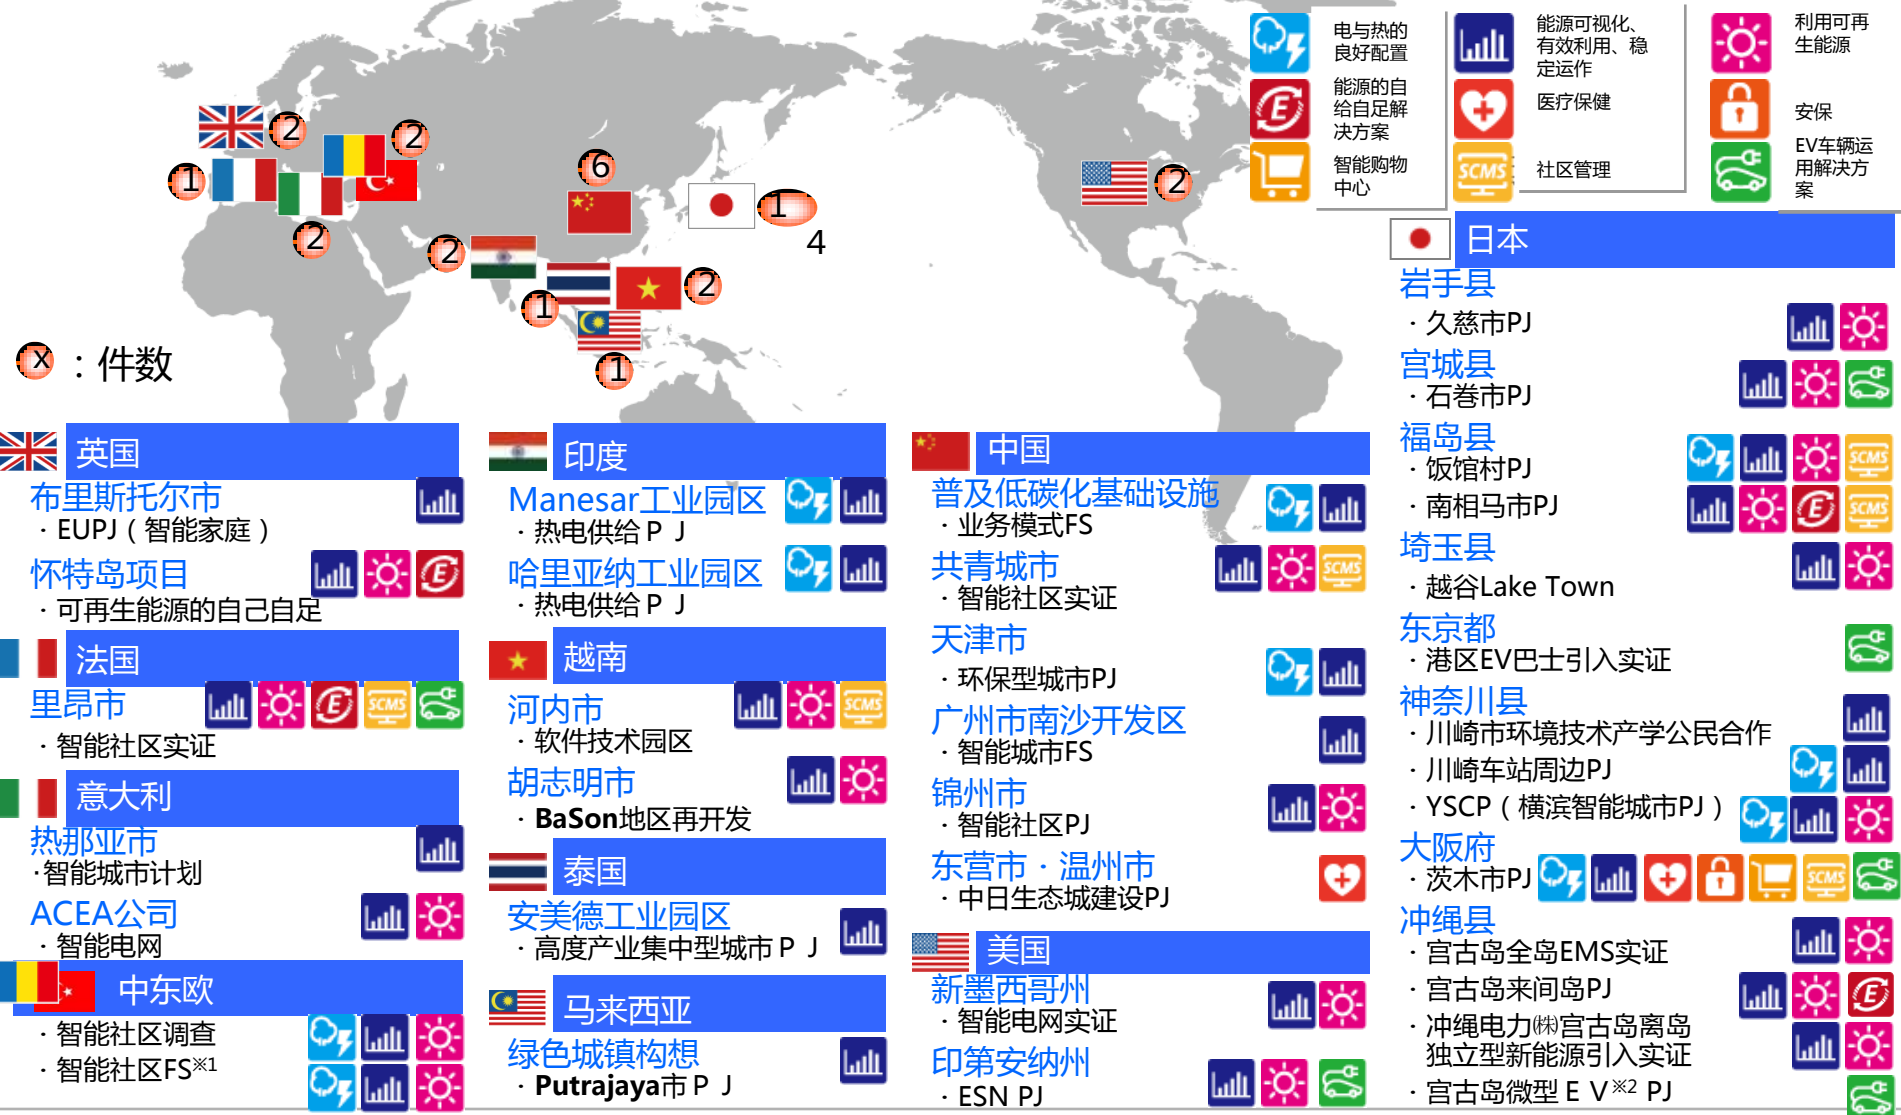 电与热的
良好配置
能源可视化、
有效利用、稳
定运作
利用可再
生能源
能源的自
给自足解
决方案
医疗保健
安保
智能购物
中心
社区管理
EV车辆运
用解决方
案
E
SCMS
2
2
1
6
2
1
4
2
2
2
1
1
x
：件数
英国
布里斯托尔市
・EUPJ（智能家庭）
怀特岛项目
E
・可再生能源的自己自足
法国
里昂市
E
SCMS
・智能社区实证
意大利
热那亚市
·智能城市计划
ACEA公司
・智能电网
中东欧
・智能社区调查
・智能社区FS※1
印度
Manesar工业园区
・热电供给ＰＪ
哈里亚纳工业园区
・热电供给ＰＪ
越南
河内市
SCMS
・软件技术园区
胡志明市
・BaSon地区再开发
泰国
安美德工业园区
・高度产业集中型城市ＰＪ
马来西亚
绿色城镇构想
・Putrajaya市ＰＪ
中国
普及低碳化基础设施
・业务模式FS
共青城市
SCMS
・智能社区实证
天津市
・环保型城市PJ
广州市南沙开发区
・智能城市FS
锦州市
・智能社区PJ
东营市・温州市
・中日生态城建设PJ
美国
新墨西哥州
・智能电网实证
印第安纳州
・ESN PJ
日本
岩手县
・久慈市PJ
宫城县
・石巻市PJ
福岛县
・饭馆村PJ
SCMS
・南相马市PJ
E
SCMS
埼玉县
・越谷Lake Town
东京都
・港区EV巴士引入实证
神奈川县
・川崎市环境技术产学公民合作
・川崎车站周边PJ
・YSCP（横滨智能城市PJ）
大阪府
・茨木市PJ
SCMS
冲绳县
・宫古岛全岛EMS实证
・宫古岛来间岛PJ
E
・冲绳电力㈱宫古岛离岛
独立型新能源引入实证
・宫古岛微型ＥＶ※2 PJ